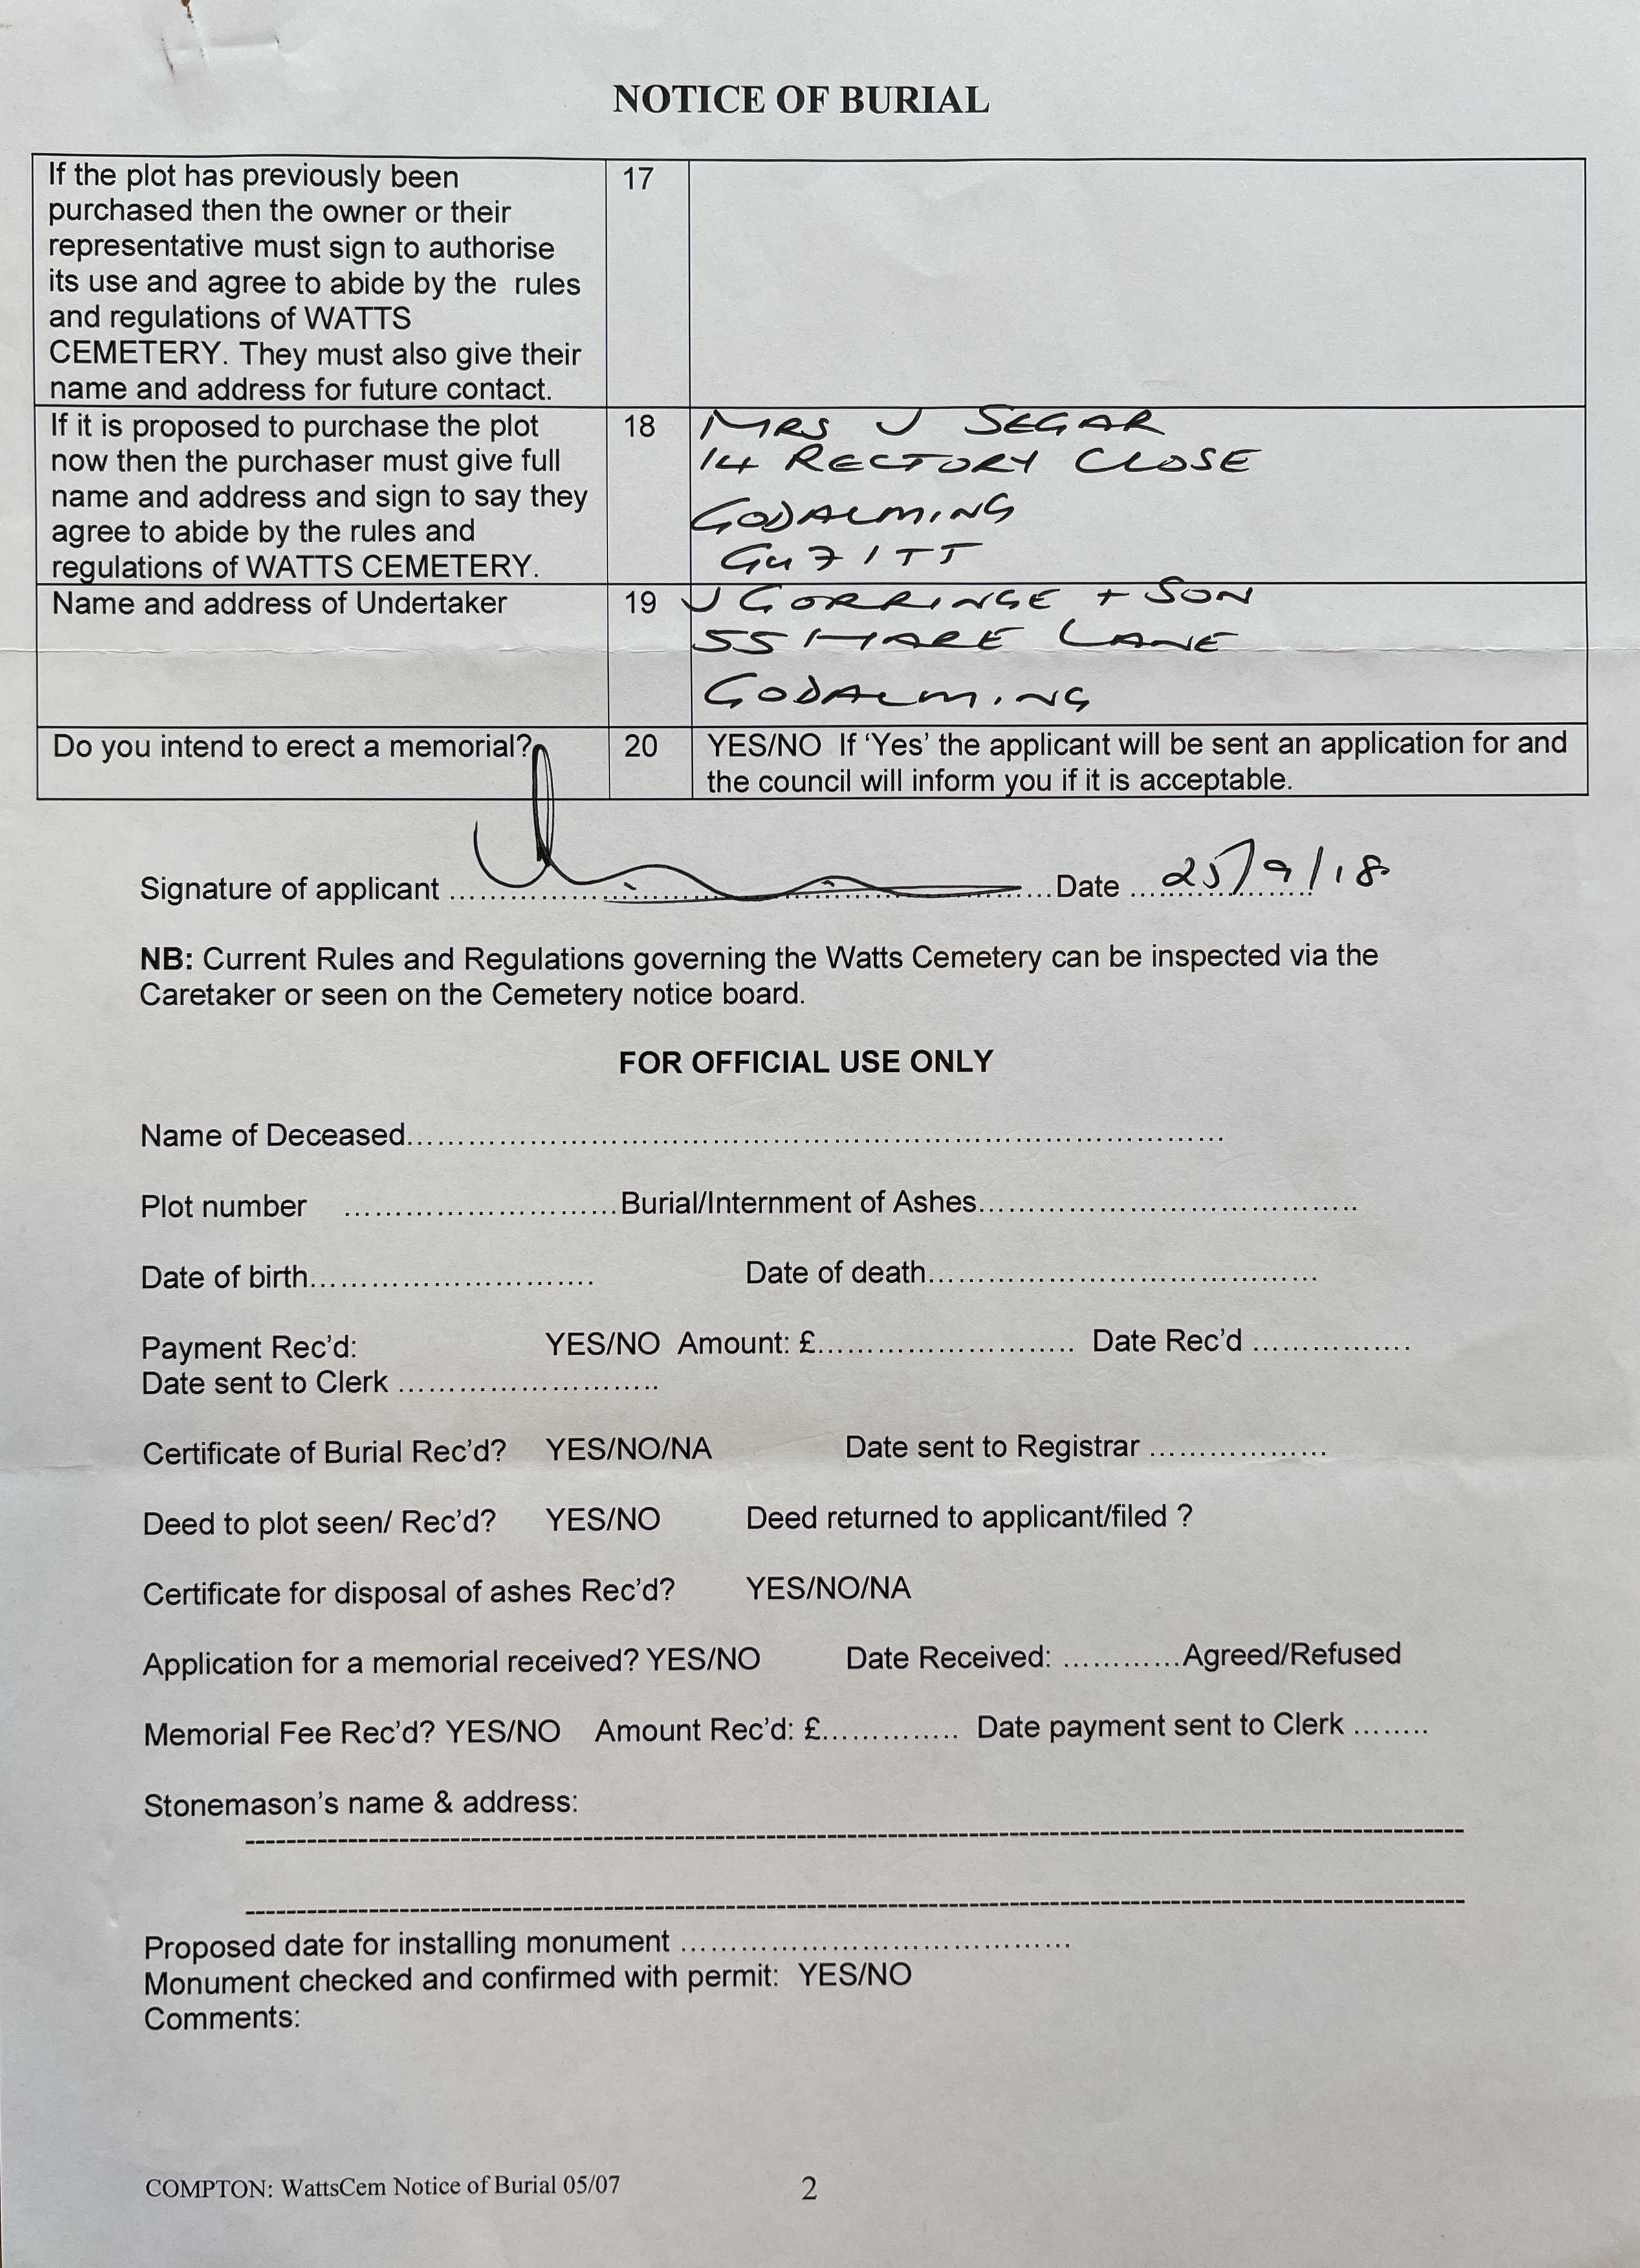 NOTICE OF BURIAL
If the plot has previously been
purchased then the owner or their
representative must sign to authorise
its use and agree to abide by the rules
and regulations of WATTS
CEMETERY. They must also give their
name and address for future contact.
17
If it is proposed to purchase the plot
now then the purchaser must give full
name and address and sign to say they
agree to abide by the rules and
regulations of WATTS CEMETERY.
18
MRS J SEGAR
14 RECTORY CLOSE
GODALMING
GU7 1TT
Name and address of Undertaker
19
J GORRINGE + SON
55 HARE LANE
GODALMING
Do you intend to erect a memorial?
20
YES/NO If ‘Yes’ the applicant will be sent an application for and
the council will inform you if it is acceptable.
Signature of applicant ..............................Date 25/9/18
NB: Current Rules and Regulations governing the Watts Cemetery can be inspected via the
Caretaker or seen on the Cemetery notice board.
FOR OFFICIAL USE ONLY
Name of Deceased..............................
Plot number ..............................Burial/Internment of Ashes..............................
Date of birth.............................. Date of death..............................
Payment Rec’d: YES/NO Amount: £.............................. Date Rec’d ................
Date sent to Clerk ..............................
Certificate of Burial Rec’d? YES/NO/NA Date sent to Registrar ..................
Deed to plot seen/ Rec’d? YES/NO Deed returned to applicant/filed ?
Certificate for disposal of ashes Rec’d? YES/NO/NA
Application for a memorial received? YES/NO Date Received: ............Agreed/Refused
Memorial Fee Rec’d? YES/NO Amount Rec’d: £.............. Date payment sent to Clerk ........
Stonemason’s name & address:
Proposed date for installing monument ..............................
Monument checked and confirmed with permit: YES/NO
Comments:
COMPTON: WattsCem Notice of Burial 05/07
2